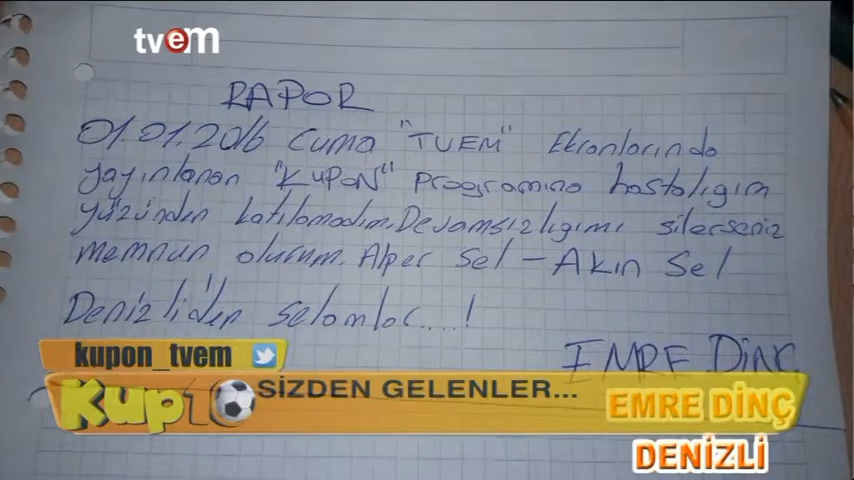 tvem
RAPOR
01.01.2016 Cuma "TVEM" Ekranlarında
yayınlanan "KUPON" Programına hastalığım
yüzünden katılamadım. Devamsızlığımı silerseniz
memnun olurum. Alper Sel - Akın Sel
Denizli'den selamlar....!
EMRE DİNÇ
kupon_tvem
Kup10
SİZDEN GELENLER...
EMRE DİNÇ
DENİZLİ